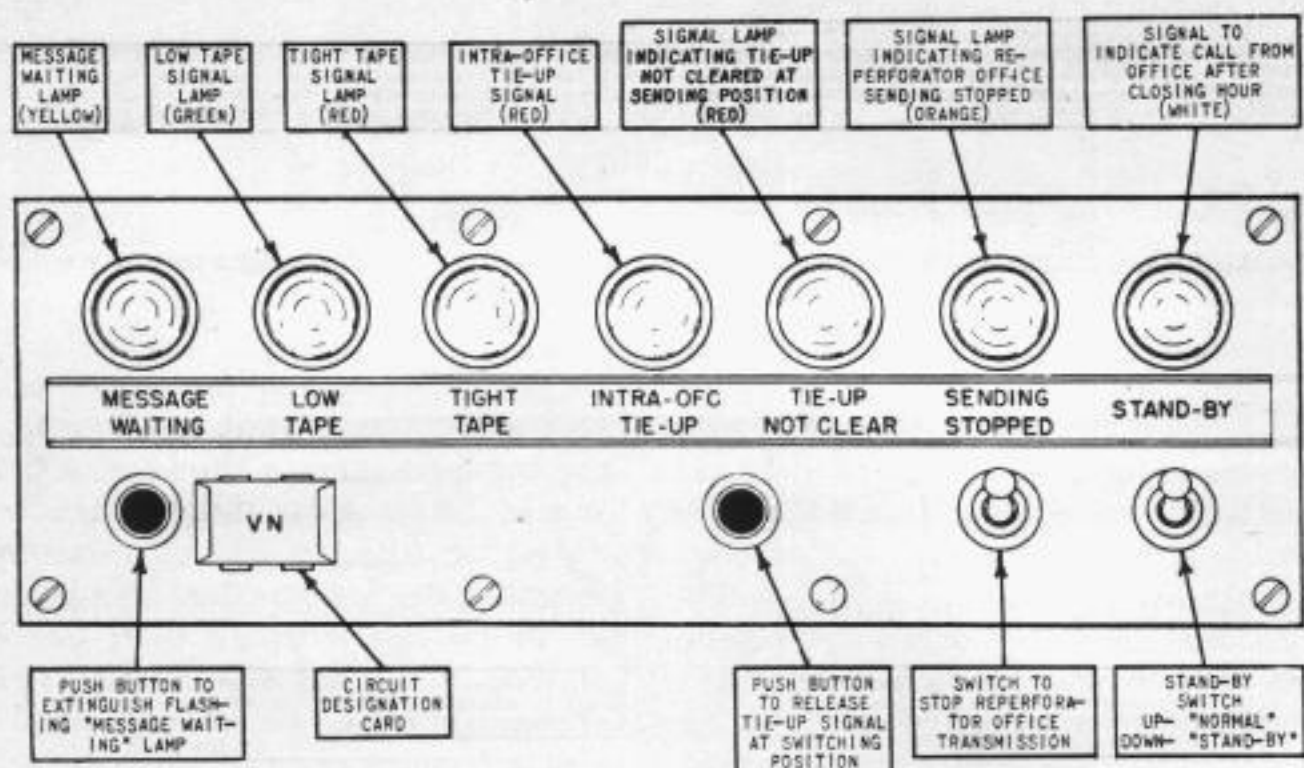 MESSAGE
WAITING
LAMP
(YELLOW)
LOW TAPE
SIGNAL
LAMP
(GREEN)
TIGHT TAPE
SIGNAL
LAMP
(RED)
INTRA-OFFICE
TIE-UP
SIGNAL
(RED)
SIGNAL LAMP
INDICATING TIE-UP
NOT CLEARED AT
SENDING POSITION
(RED)
SIGNAL LAMP
INDICATING RE-
PERFORATOR OFFICE
SENDING STOPPED
(ORANGE)
SIGNAL TO
INDICATE CALL FROM
OFFICE AFTER
CLOSING HOUR
(WHITE)
MESSAGE
WAITING
LOW
TAPE
TIGHT
TAPE
INTRA-OFC
TIE-UP
TIE-UP
NOT CLEAR
SENDING
STOPPED
STAND-BY
VN
PUSH BUTTON TO
EXTINGUISH FLASH-
ING "MESSAGE WAIT-
ING" LAMP
CIRCUIT
DESIGNATION
CARD
PUSH BUTTON
TO RELEASE
TIE-UP SIGNAL
AT SWITCHING
POSITION
SWITCH TO
STOP REPERFORA-
TOR OFFICE
TRANSMISSION
STAND-BY
SWITCH
UP- "NORMAL"
DOWN- "STAND-BY"